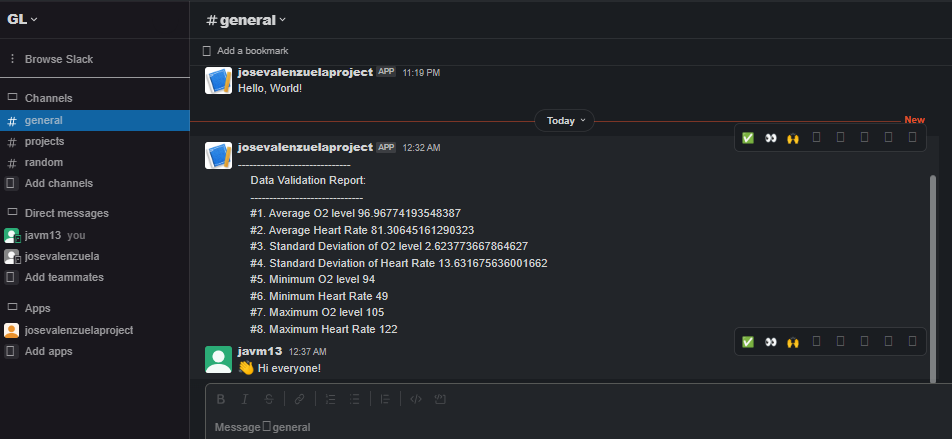 GL
Browse Slack
Channels
# general
# projects
# random
Add channels
Direct messages
javm13 you
josevalenzuela
Add teammates
Apps
josevalenzuelaproject
Add apps
# general
Add a bookmark
josevalenzuelaproject APP 11:19 PM
Hello, World!
Today
New
josevalenzuelaproject APP 12:32 AM
------------------------------
Data Validation Report:
------------------------------
#1. Average O2 level 96.96774193548387
#2. Average Heart Rate 81.30645161290323
#3. Standard Deviation of O2 level 2.623773667864627
#4. Standard Deviation of Heart Rate 13.631675636001662
#5. Minimum O2 level 94
#6. Minimum Heart Rate 49
#7. Maximum O2 level 105
#8. Maximum Heart Rate 122
javm13 12:37 AM
👋 Hi everyone!
B I S
Message general